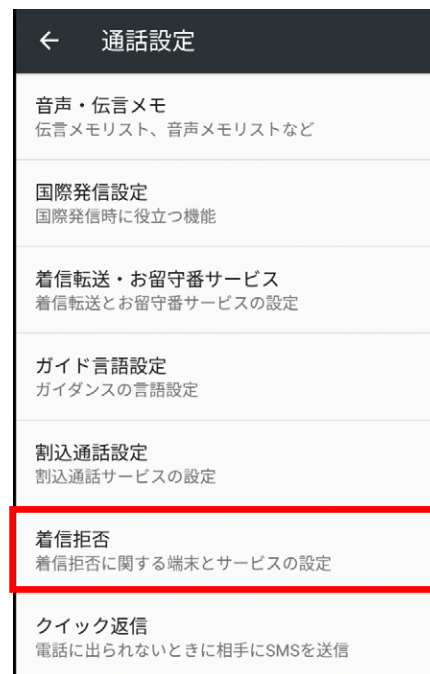 通話設定
音声・伝言メモ
伝言メモリスト、音声メモリストなど
国際発信設定
国際発信時に役立つ機能
着信転送・お留守番サービス
着信転送とお留守番サービスの設定
ガイド言語設定
ガイダンスの言語設定
割込通話設定
割込通話サービスの設定
着信拒否
着信拒否に関する端末とサービスの設定
クイック返信
電話に出られないときに相手にSMSを送信